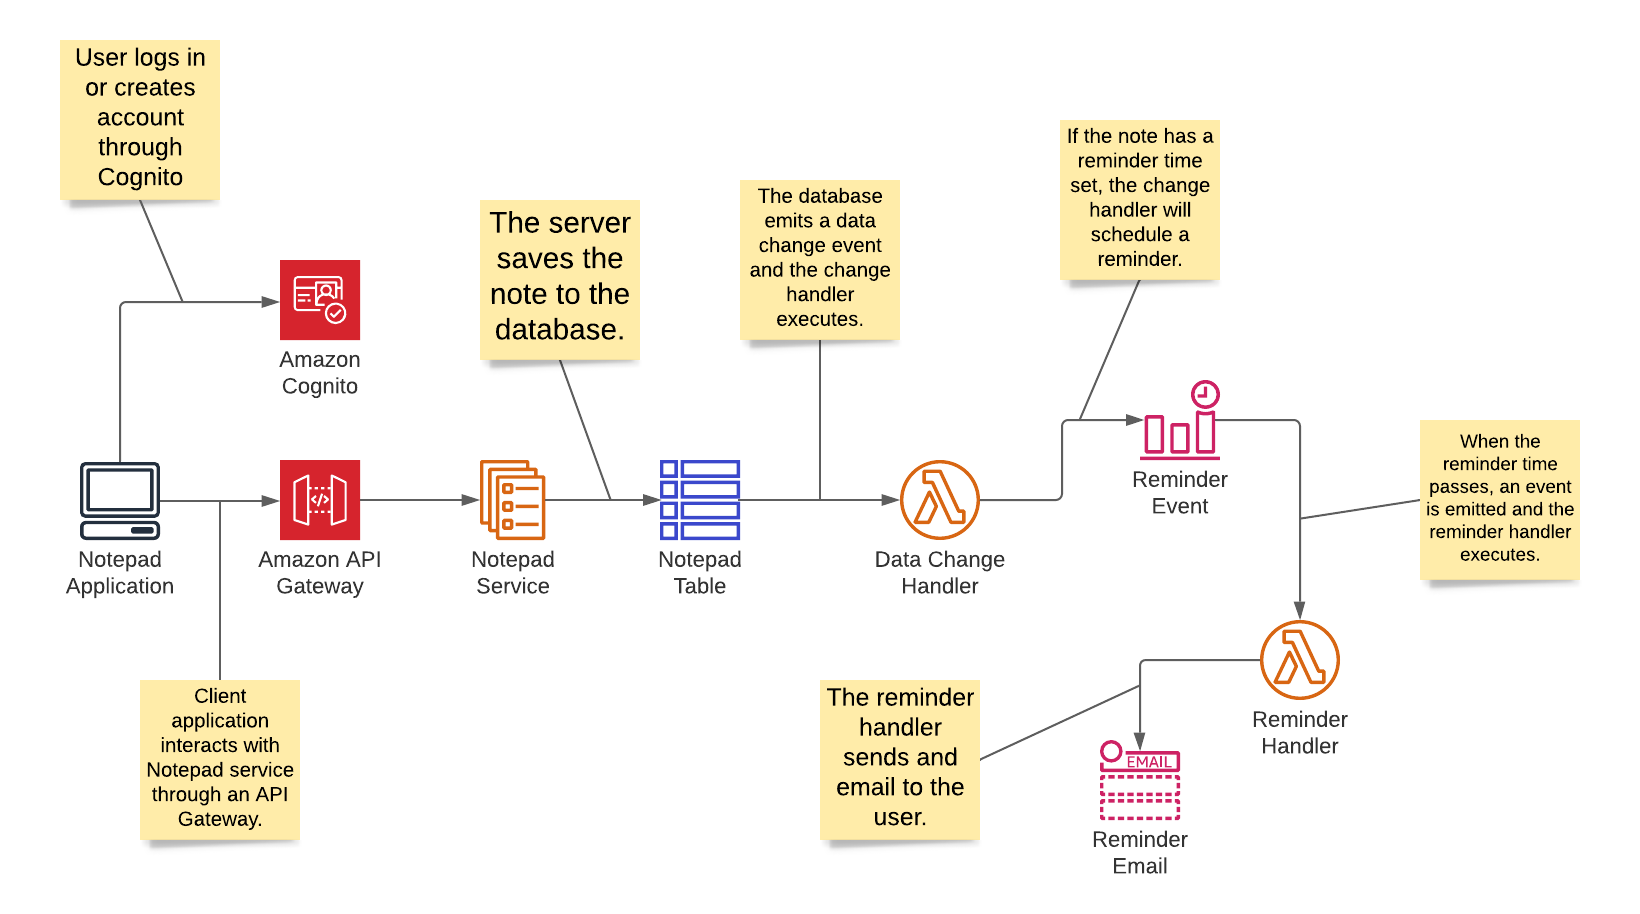 User logs in
or creates
account
through
Cognito
The server
saves the
note to the
database.
The database
emits a data
change event
and the change
handler
executes.
If the note has a
reminder time
set, the change
handler will
schedule a
reminder.
Amazon
Cognito
Reminder
Event
When the
reminder time
passes, an event
is emitted and the
reminder handler
executes.
Notepad
Application
Amazon API
Gateway
Notepad
Service
Notepad
Table
Data Change
Handler
Client
application
interacts with
Notepad service
through an API
Gateway.
The reminder
handler
sends and
email to the
user.
Reminder
Handler
EMAIL
Reminder
Email